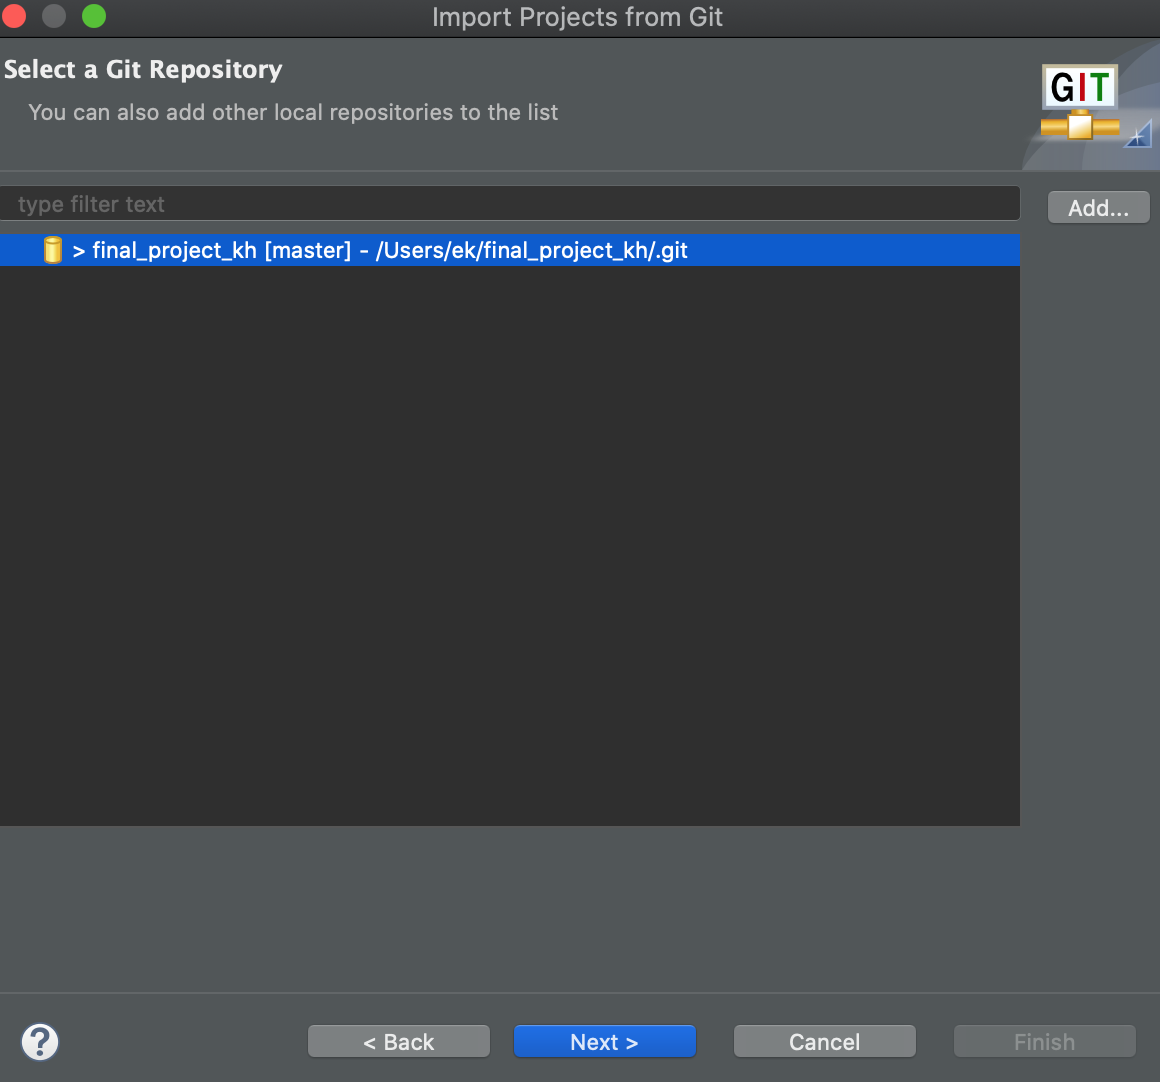 Import Projects from Git
Select a Git Repository
You can also add other local repositories to the list
GIT
type filter text
Add...
> final_project_kh [master] - /Users/ek/final_project_kh/.git
?
< Back
Next >
Cancel
Finish